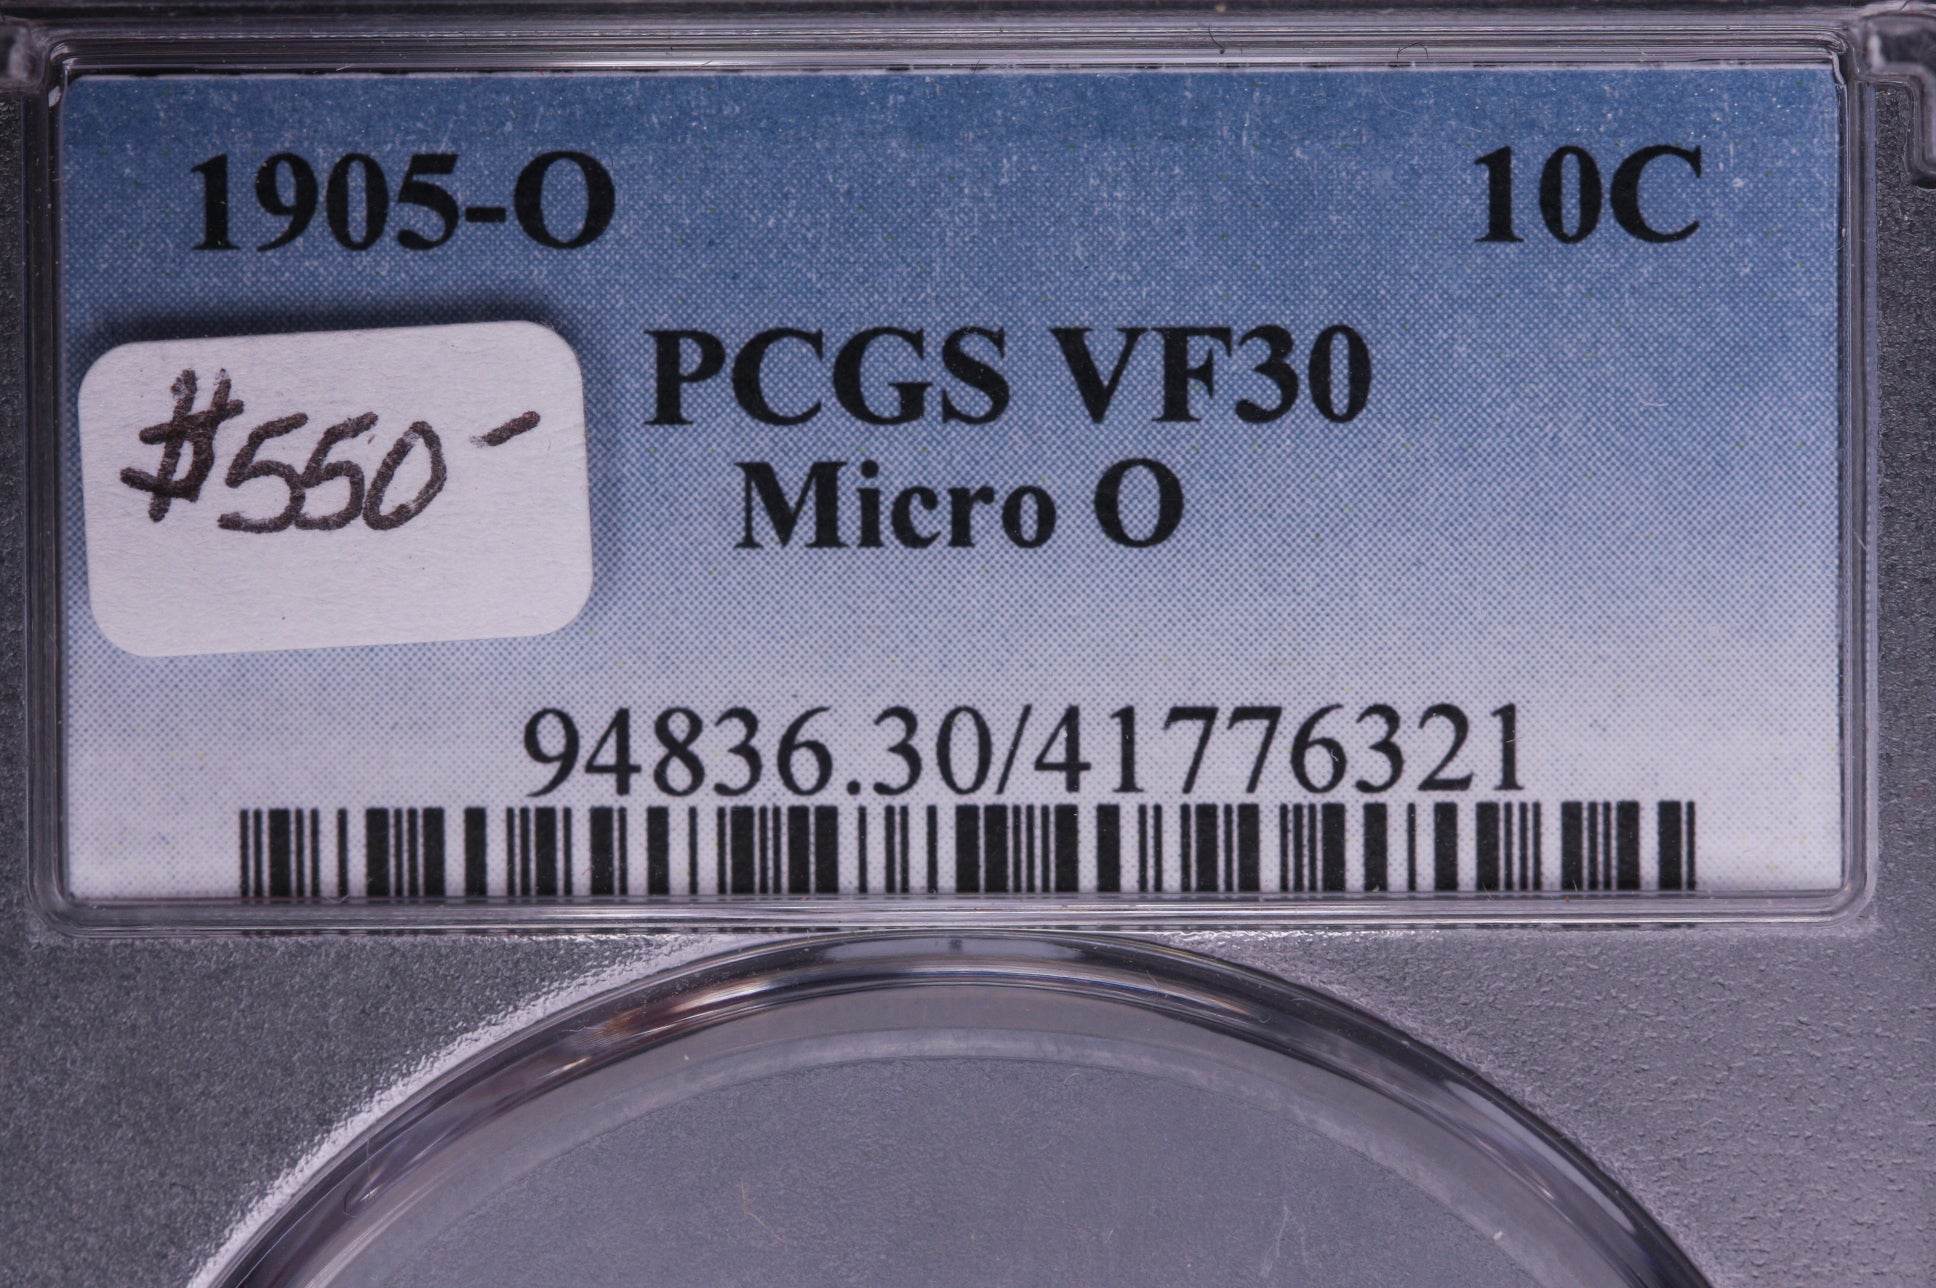 1905-O 10C
PCGS VF30
$550-
Micro O
94836.30/41776321